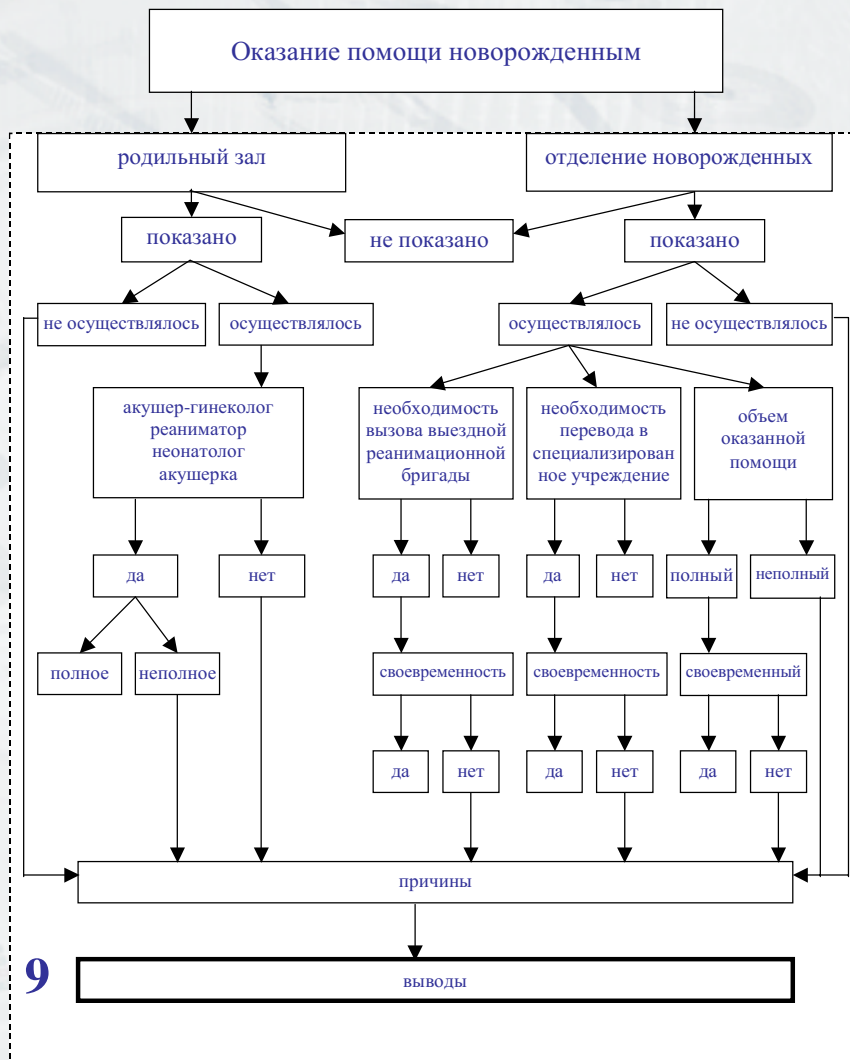 Оказание помощи новорожденным
родильный зал
отделение новорожденных
показано
не показано
показано
не осуществлялось
осуществлялось
осуществлялось
не осуществлялось
акушер-гинеколог
реаниматор
неонатолог
акушерка
необходимость
вызова выездной
реанимационной
бригады
необходимость
перевода в
специализирован
ное учреждение
объем
оказанной
помощи
да
нет
да
нет
да
нет
полный
неполный
полное
неполное
своевременность
своевременность
своевременный
да
нет
да
нет
да
нет
причины
9
выводы